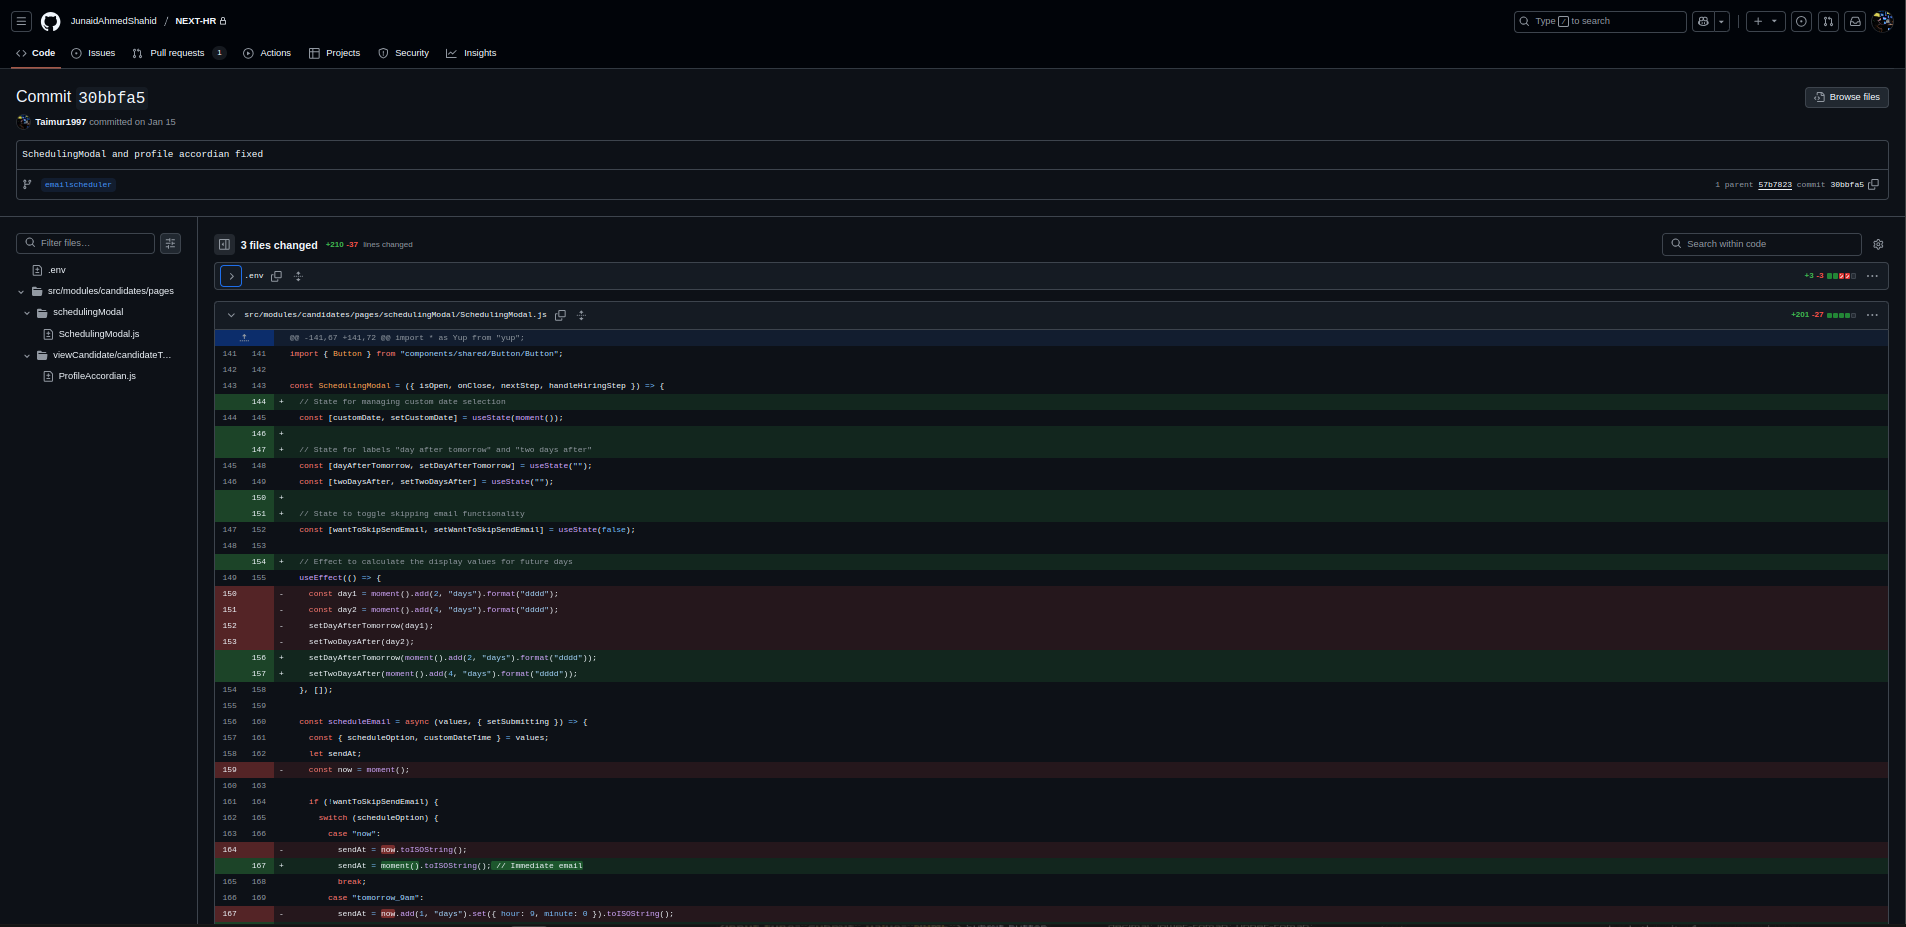 JunaidAhmedShahid / NEXT-HR
Type / to search
Code Issues Pull requests 1 Actions Projects Security Insights
Commit 30bbfa5
Browse files
Taimur1997 committed on Jan 15
SchedulingModal and profile accordian fixed
emailscheduler
1 parent 57b7823 commit 30bbfa5
Filter files…
.env
src/modules/candidates/pages
schedulingModal
SchedulingModal.js
viewCandidate/candidateT…
ProfileAccordian.js
3 files changed +210 -37 lines changed
Search within code
.env
+3 -3
src/modules/candidates/pages/schedulingModal/SchedulingModal.js
+201 -27
@@ -141,67 +141,72 @@ import * as Yup from "yup";
141 141 import { Button } from "components/shared/Button/Button";
142 142
143 143 const SchedulingModal = ({ isOpen, onClose, nextStep, handleHiringStep }) => {
144 + // State for managing custom date selection
144 145 const [customDate, setCustomDate] = useState(moment());
146 +
147 + // State for labels "day after tomorrow" and "two days after"
145 148 const [dayAfterTomorrow, setDayAfterTomorrow] = useState("");
146 149 const [twoDaysAfter, setTwoDaysAfter] = useState("");
150 +
151 + // State to toggle skipping email functionality
147 152 const [wantToSkipSendEmail, setWantToSkipSendEmail] = useState(false);
148 153
154 + // Effect to calculate the display values for future days
149 155 useEffect(() => {
150 - const day1 = moment().add(2, "days").format("dddd");
151 - const day2 = moment().add(4, "days").format("dddd");
152 - setDayAfterTomorrow(day1);
153 - setTwoDaysAfter(day2);
156 + setDayAfterTomorrow(moment().add(2, "days").format("dddd"));
157 + setTwoDaysAfter(moment().add(4, "days").format("dddd"));
154 158 }, []);
155 159
156 160 const scheduleEmail = async (values, { setSubmitting }) => {
157 161 const { scheduleOption, customDateTime } = values;
158 162 let sendAt;
159 - const now = moment();
160 163
161 164 if (!wantToSkipSendEmail) {
162 165 switch (scheduleOption) {
163 166 case "now":
164 - sendAt = now.toISOString();
167 + sendAt = moment().toISOString(); // Immediate email
165 168 break;
166 169 case "tomorrow_9am":
167 - sendAt = now.add(1, "days").set({ hour: 9, minute: 0 }).toISOString();